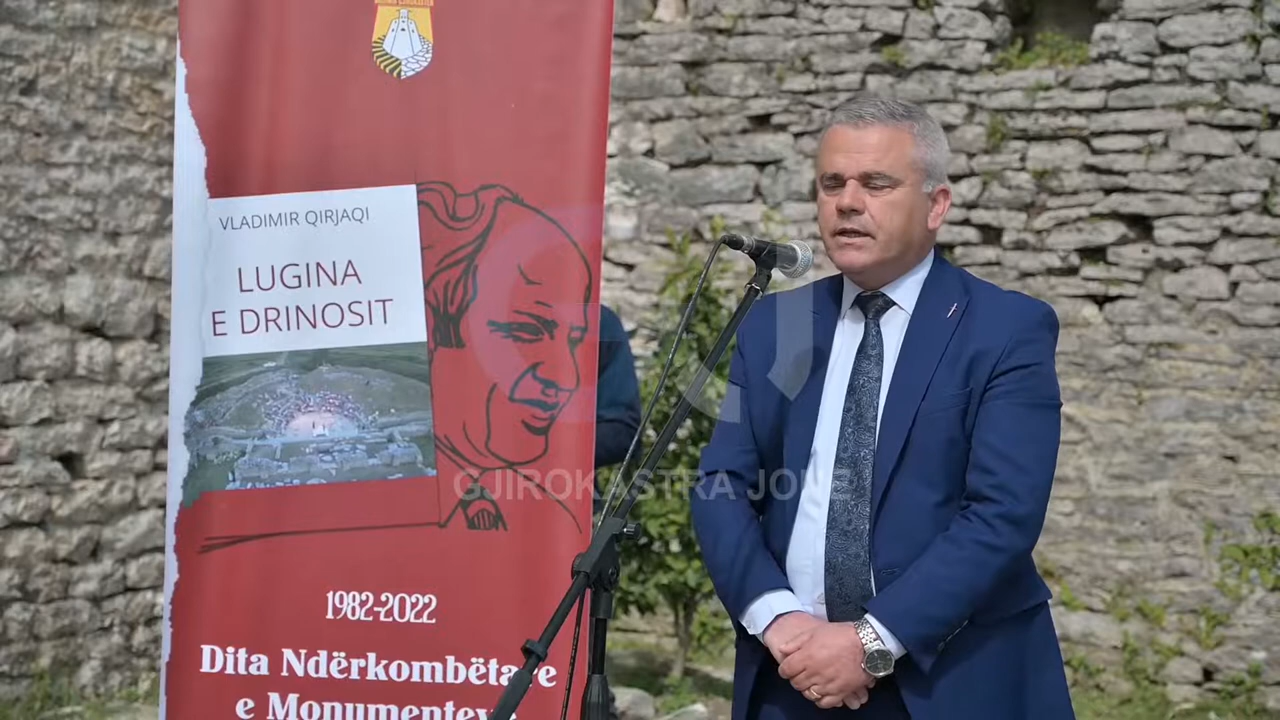 VLADIMIR QIRJAQI
LUGINA
E DRINOSIT
GJIROKASTRA JONË
1982-2022
Dita Ndërkombëtare
e Monumenteve